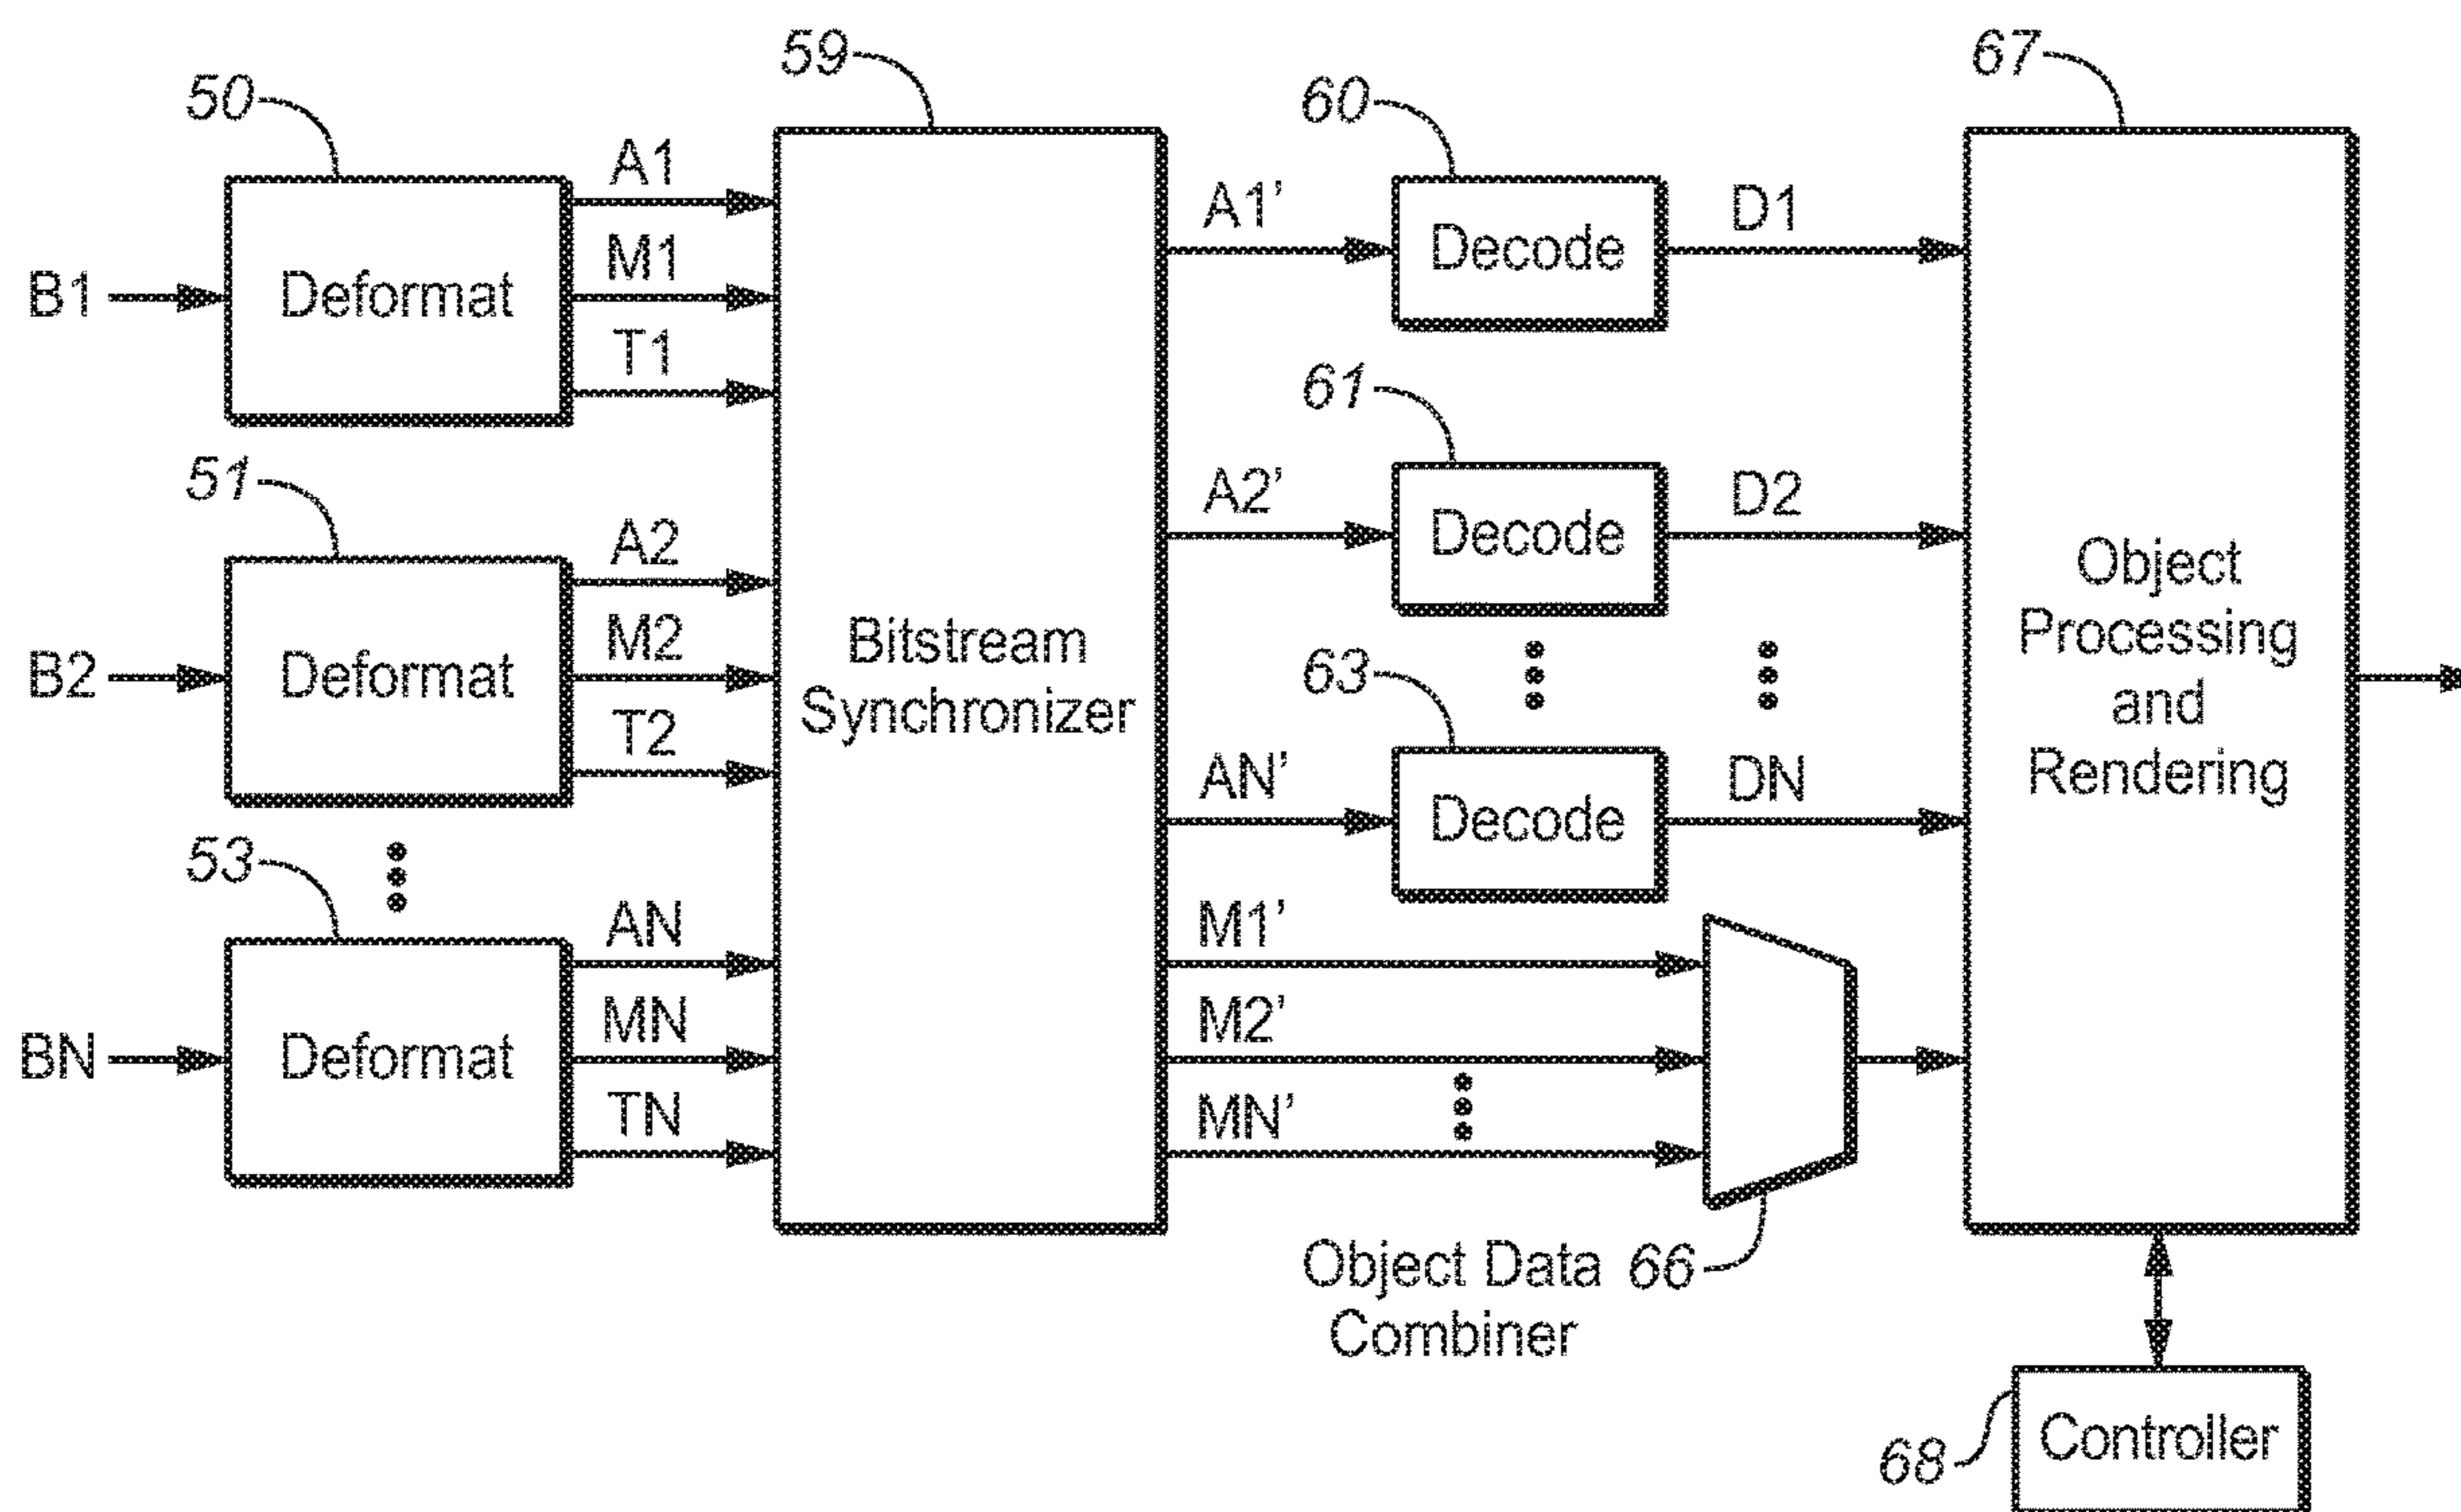 59
67
50
60
A1
A1’
D1
Decode
M1
B1
Deformat
T1
61
51
A2’
D2
Decode
A2
M2
B2
Deformat
T2
Bitstream
Synchronizer
Object
Processing
and
Rendering
63
AN’
DN
Decode
53
AN
M1’
MN
M2’
BN
Deformat
TN
MN’
Object Data 66
Combiner
Controller
68